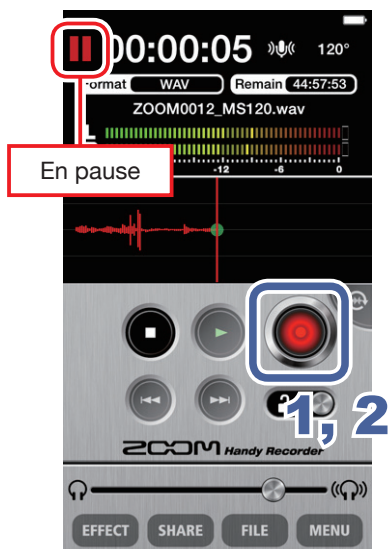 00:00:05 120°
Format WAV Remain 44:57:53
ZOOM0012_MS120.wav
L
En pause
-12 -6 0
1, 2
ZOOM Handy Recorder
EFFECT SHARE FILE MENU